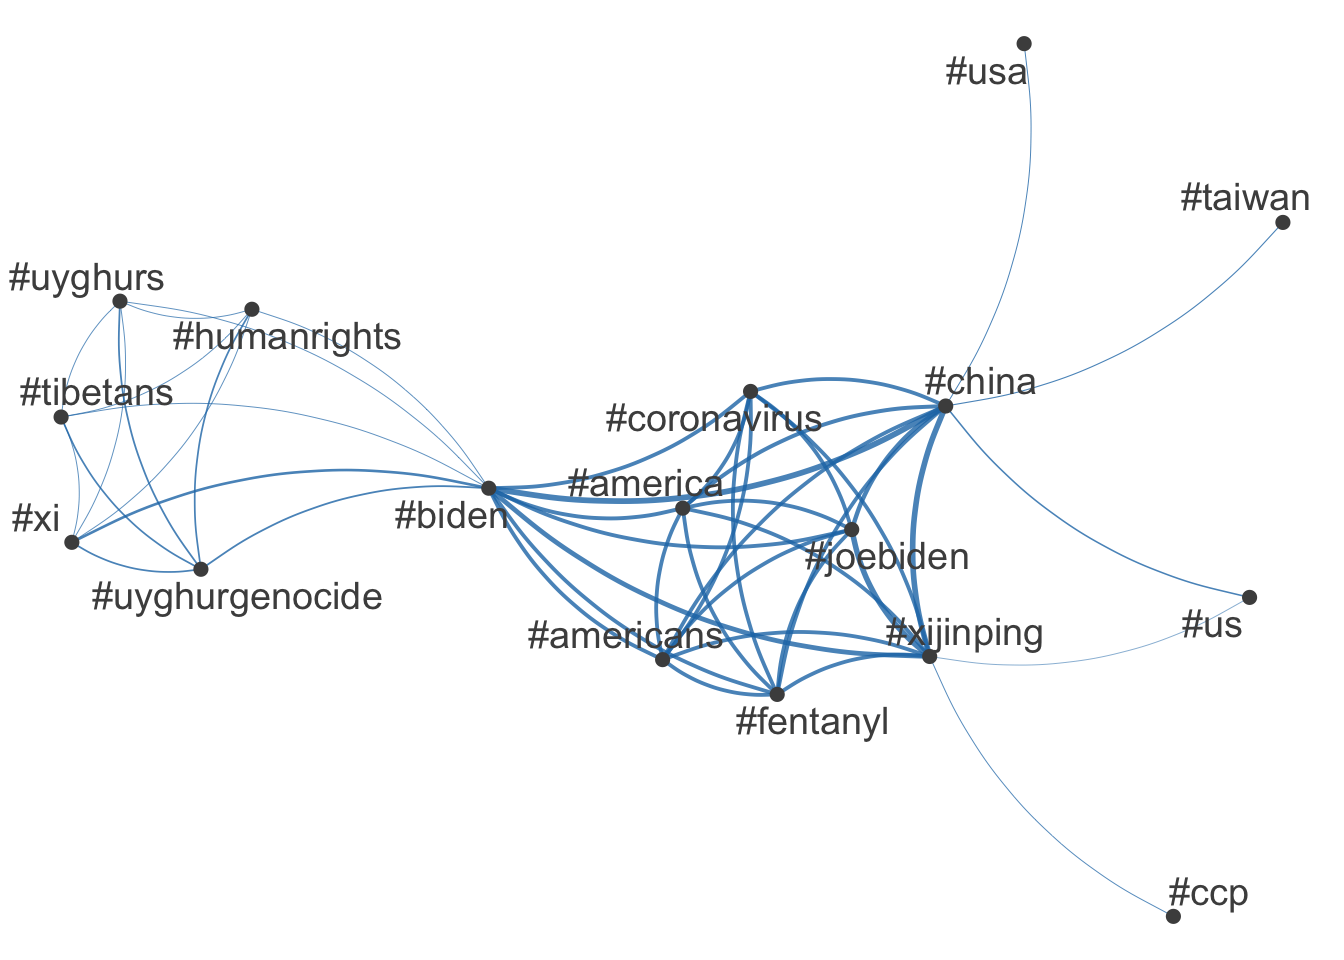 #usa
#taiwan
#uyghurs
#humanrights
#tibetans
#china
#coronavirus
#america
#xi
#biden
#joebiden
#uyghurgenocide
#us
#americans
#xijinping
#fentanyl
#ccp